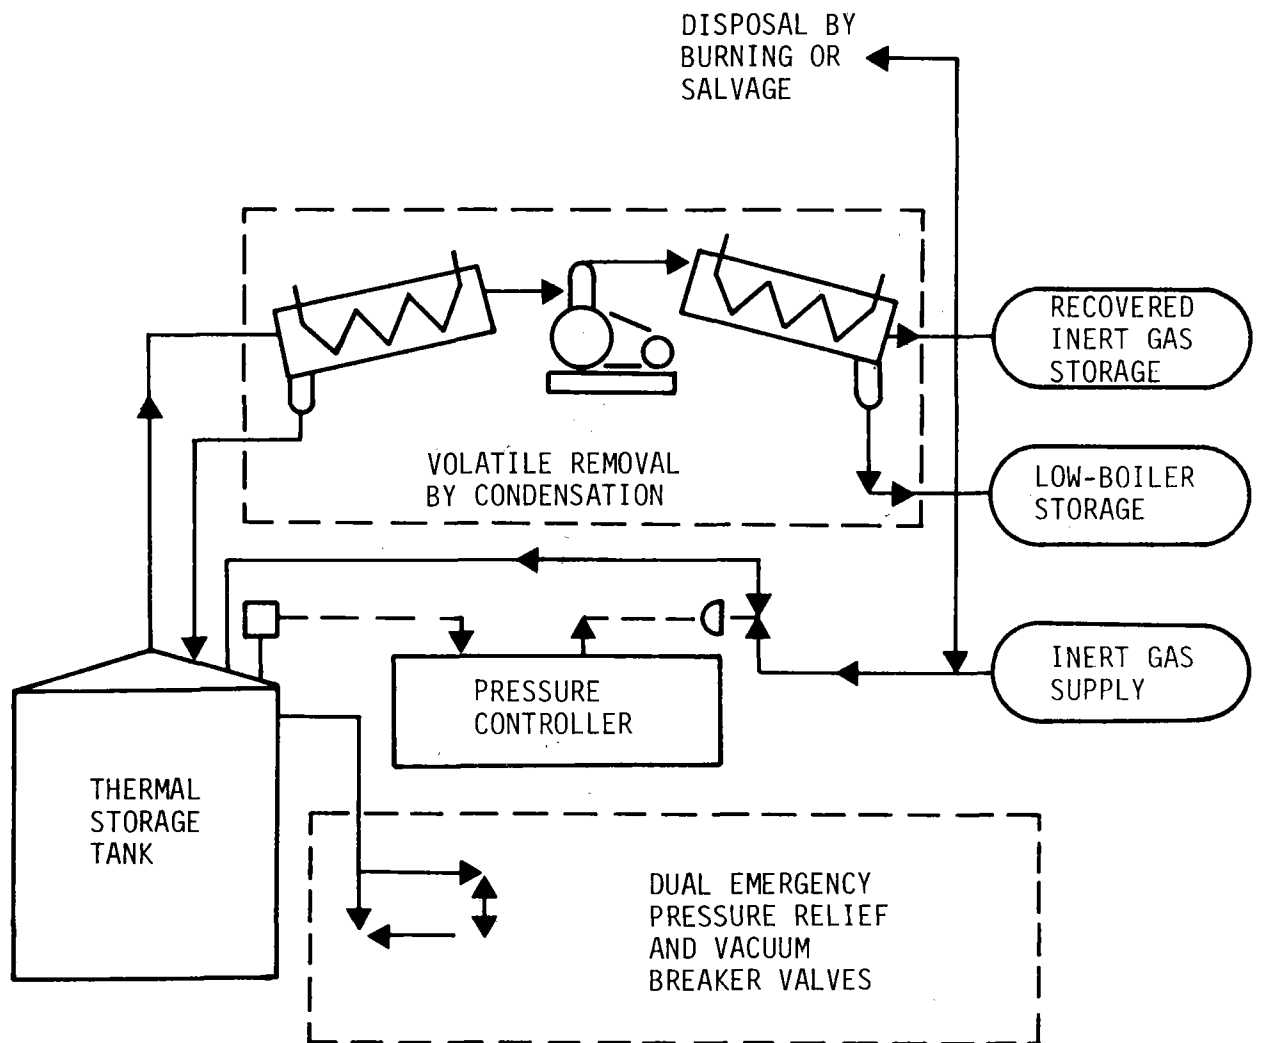 DISPOSAL BY
BURNING OR
SALVAGE
RECOVERED
INERT GAS
STORAGE
VOLATILE REMOVAL
BY CONDENSATION
LOW-BOILER
STORAGE
INERT GAS
SUPPLY
PRESSURE
CONTROLLER
THERMAL
STORAGE
TANK
DUAL EMERGENCY
PRESSURE RELIEF
AND VACUUM
BREAKER VALVES